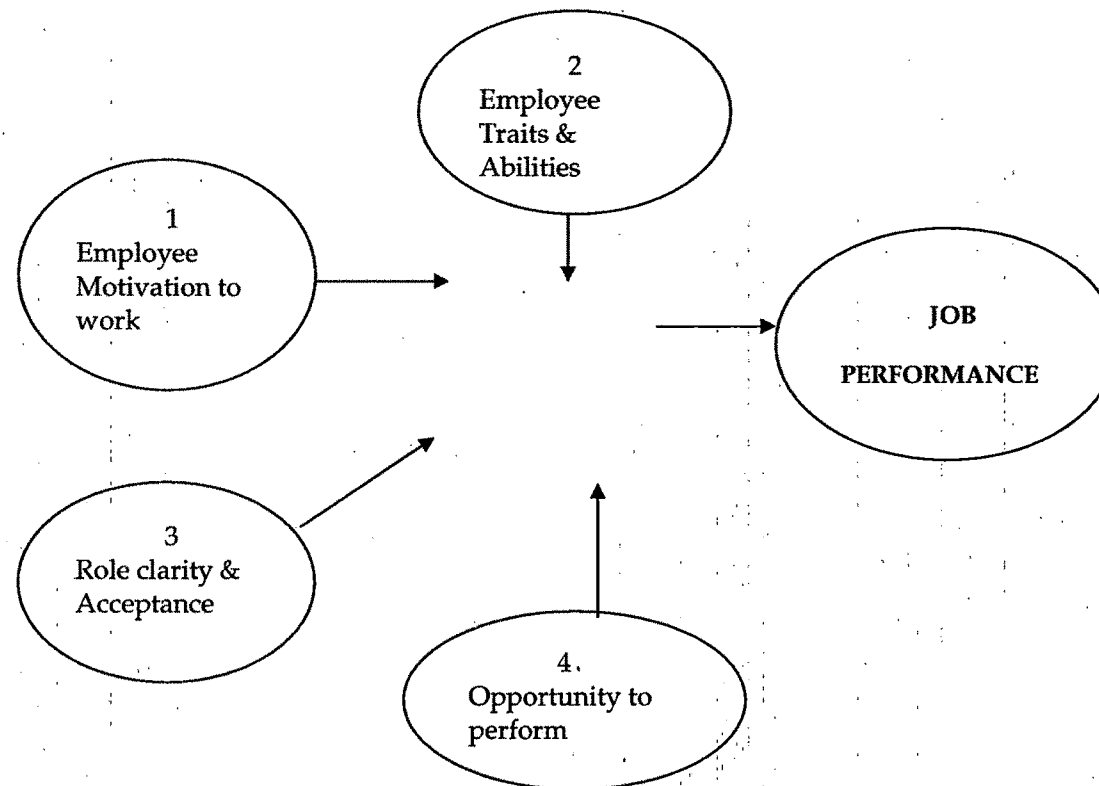 1
Employee
Motivation to
work
2
Employee
Traits &
Abilities
3
Role clarity &
Acceptance
4.
Opportunity to
perform
JOB
PERFORMANCE